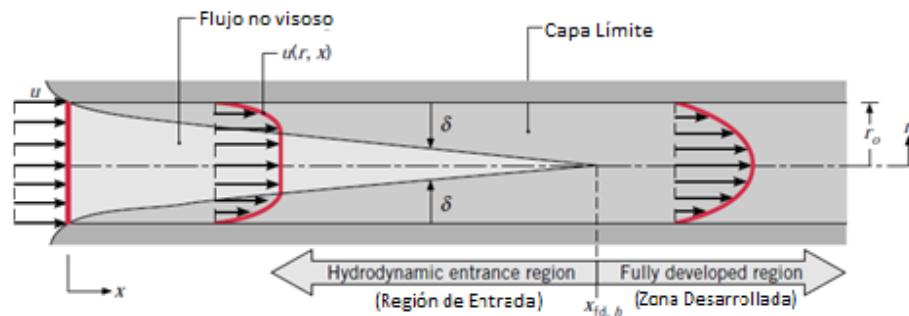 Flujo no visoso
Capa Límite
u(r, x)
u
δ
δ
r_o
r
x
Hydrodynamic entrance region
Fully developed region
(Región de Entrada)
(Zona Desarrollada)
x_fd, h